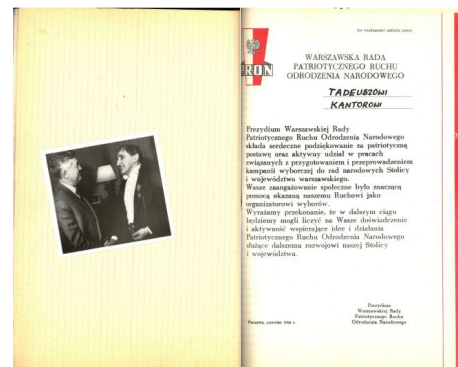 Do wiadomości zakładu pracy
PRON
WARSZAWSKA RADA
PATRIOTYCZNEGO RUCHU
ODRODZENIA NARODOWEGO
TADEUSZOWI
KANTOROWI
Prezydium Warszawskiej Rady
Patriotycznego Ruchu Odrodzenia Narodowego
składa serdeczne podziękowanie za patriotyczną
postawę oraz aktywny udział w pracach
związanych z przygotowaniem i przeprowadzeniem
kampanii wyborczej do rad narodowych Stolicy
i województwa warszawskiego.
Wasze zaangażowanie społeczne było znaczącą
pomocą okazaną naszemu Ruchowi jako
organizatorowi wyborów.
Wyrażamy przekonanie, że w dalszym ciągu
będziemy mogli liczyć na Wasze doświadczenie
i aktywność wspierające idee i działania
Patriotycznego Ruchu Odrodzenia Narodowego
służące dalszemu rozwojowi naszej Stolicy
i województwa.
Prezydium
Warszawskiej Rady
Patriotycznego Ruchu
Odrodzenia Narodowego
Warszawa, czerwiec 1984 r.